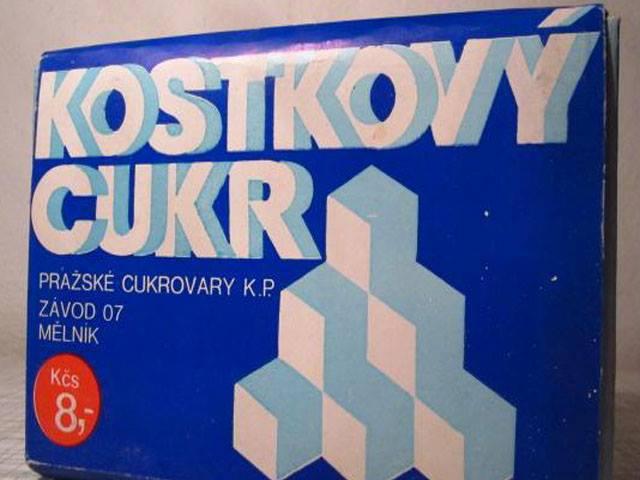 KOSTKOVÝ
CUKR
PRAŽSKÉ CUKROVARY K.P.
ZÁVOD 07
MĚLNÍK
Kčs
8,-